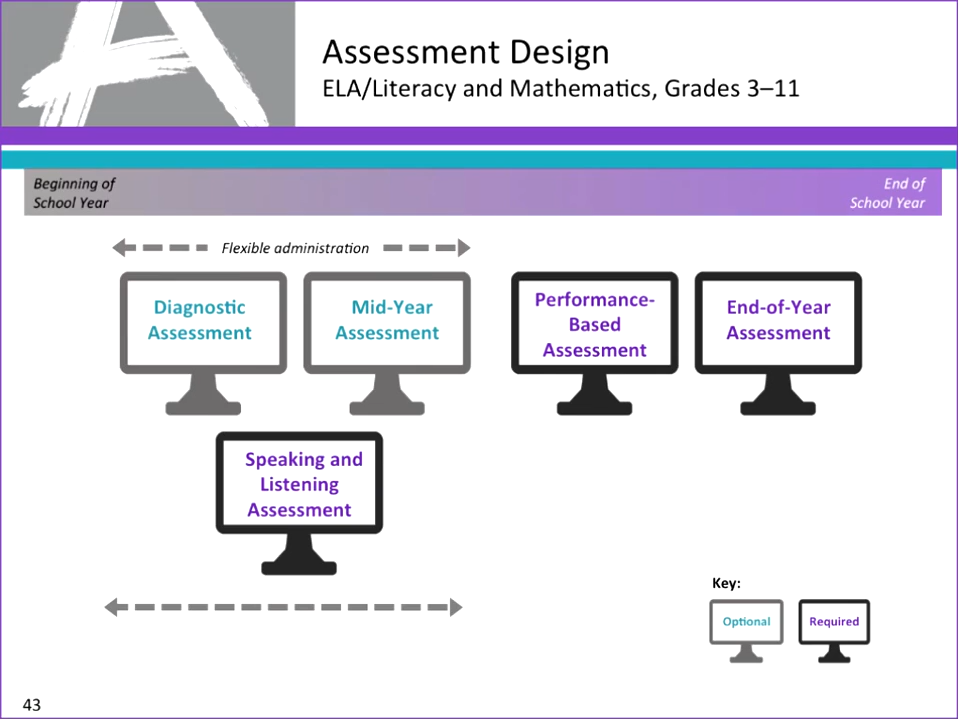 Assessment Design
ELA/Literacy and Mathematics, Grades 3–11
Beginning of
School Year
End of
School Year
Flexible administration
Diagnostic
Assessment
Mid-Year
Assessment
Performance-
Based
Assessment
End-of-Year
Assessment
Speaking and
Listening
Assessment
Key:
Optional
Required
43